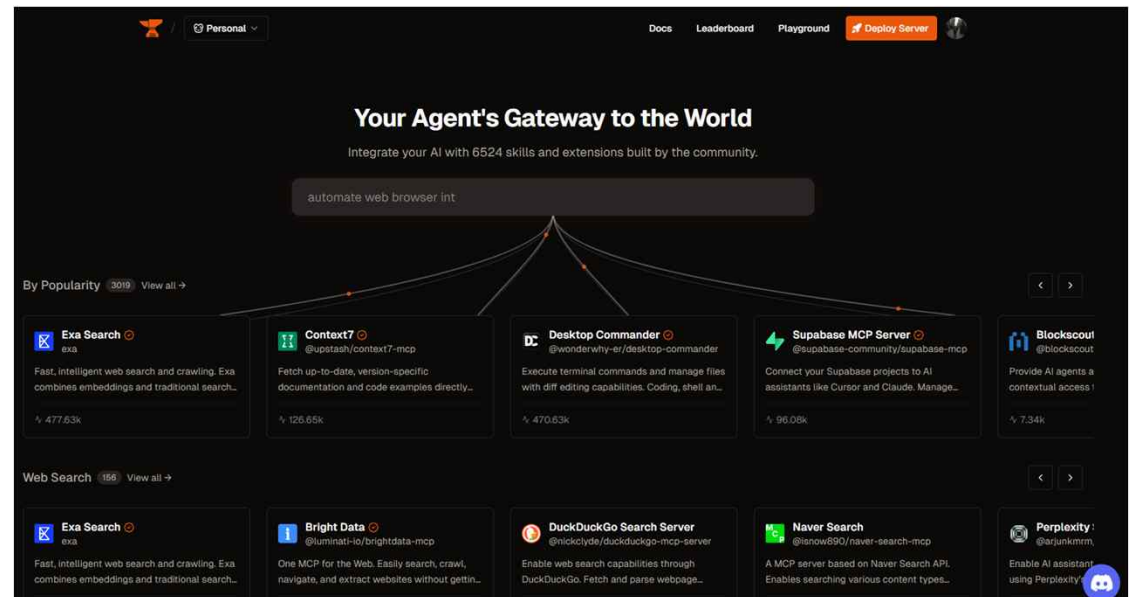 Personal
Docs
Leaderboard
Playground
Deploy Server
Your Agent's Gateway to the World
Integrate your AI with 6524 skills and extensions built by the community.
automate web browser int
By Popularity 3019 View all →
Exa Search
exa
Fast, intelligent web search and crawling. Exa
combines embeddings and traditional search...
477.63k
Context7
@upstash/context7-mcp
Fetch up-to-date, version-specific
documentation and code examples directly...
126.65k
DC
Desktop Commander
@wonderwhy-er/desktop-commander
Execute terminal commands and manage files
with diff editing capabilities. Coding, shell an...
470.63k
Supabase MCP Server
@supabase-community/supabase-mcp
Connect your Supabase projects to AI
assistants like Cursor and Claude. Manage...
96.08k
Blockscout
@blockscout
Provide AI agents a
contextual access
7.34k
Web Search 156 View all →
Exa Search
exa
Fast, intelligent web search and crawling. Exa
combines embeddings and traditional search...
Bright Data
@luminati-io/brightdata-mcp
One MCP for the Web. Easily search, crawl,
navigate, and extract websites without gettin...
DuckDuckGo Search Server
@nickclyde/duckduckgo-mcp-server
Enable web search capabilities through
DuckDuckGo. Fetch and parse webpage...
MCP
Naver Search
@isnow890/naver-search-mcp
A MCP server based on Naver Search API.
Enables searching various content types...
Perplexity
@arjunkmrm,
Enable AI assistant
using Perplexity'